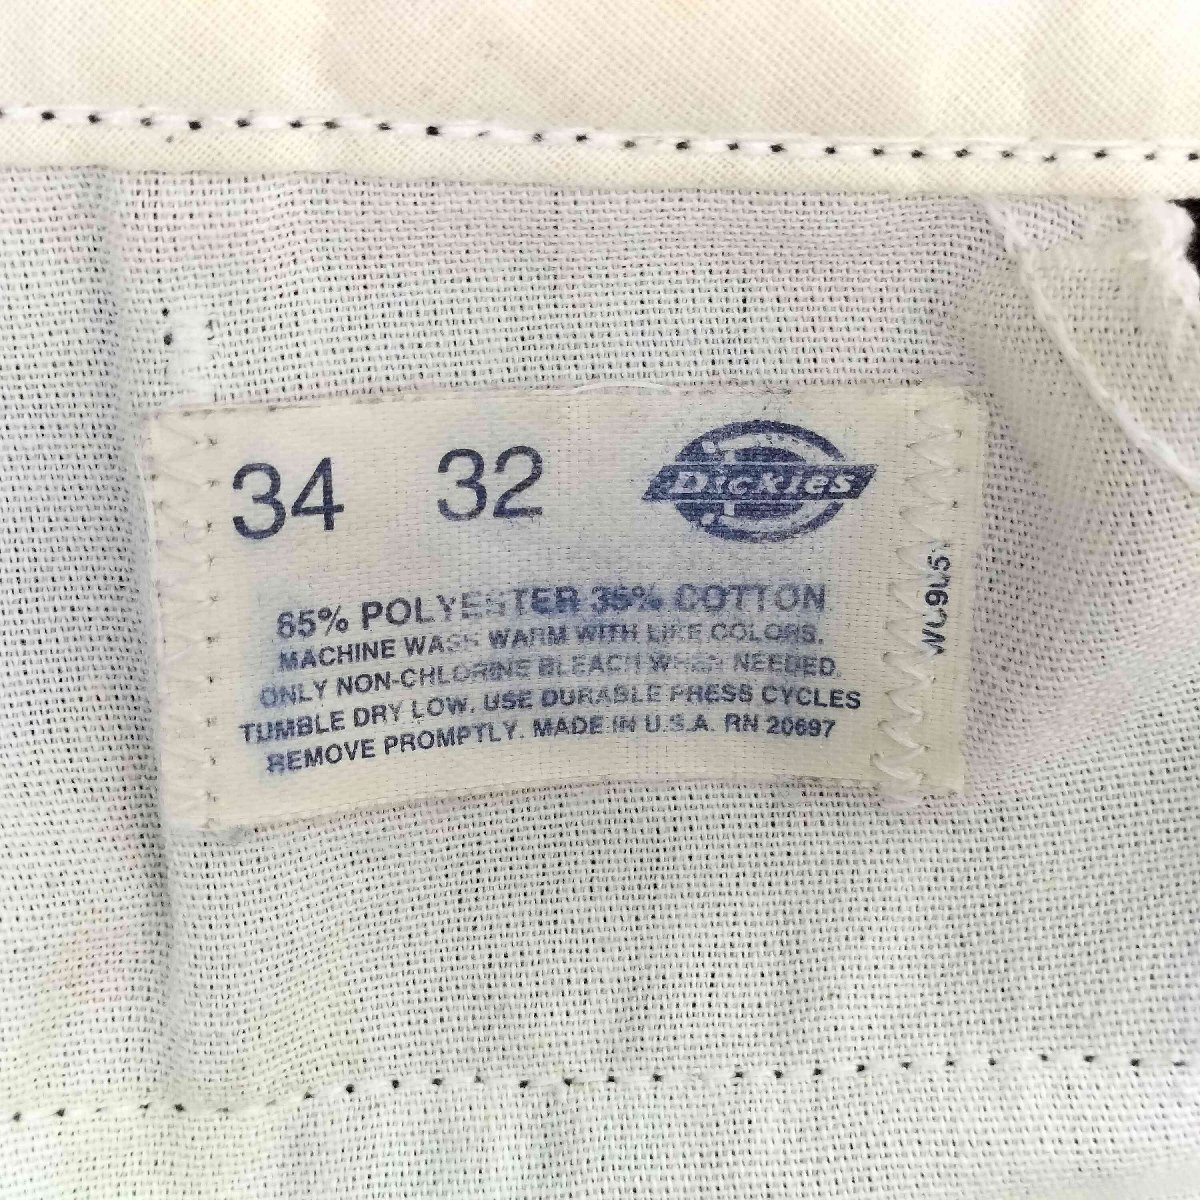 34 32 Dickies
65% POLYESTER 35% COTTON
MACHINE WASH WARM WITH LIKE COLORS.
ONLY NON-CHLORINE BLEACH WHEN NEEDED.
TUMBLE DRY LOW. USE DURABLE PRESS CYCLES
REMOVE PROMPTLY. MADE IN U.S.A. RN 20697